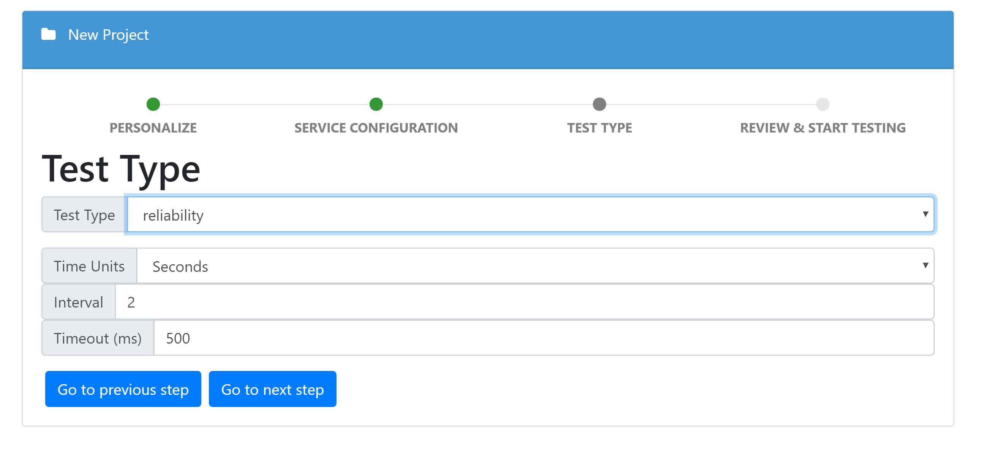 New Project
PERSONALIZE SERVICE CONFIGURATION TEST TYPE REVIEW & START TESTING
Test Type
Test Type reliability
Time Units Seconds
Interval 2
Timeout (ms) 500
Go to previous step Go to next step